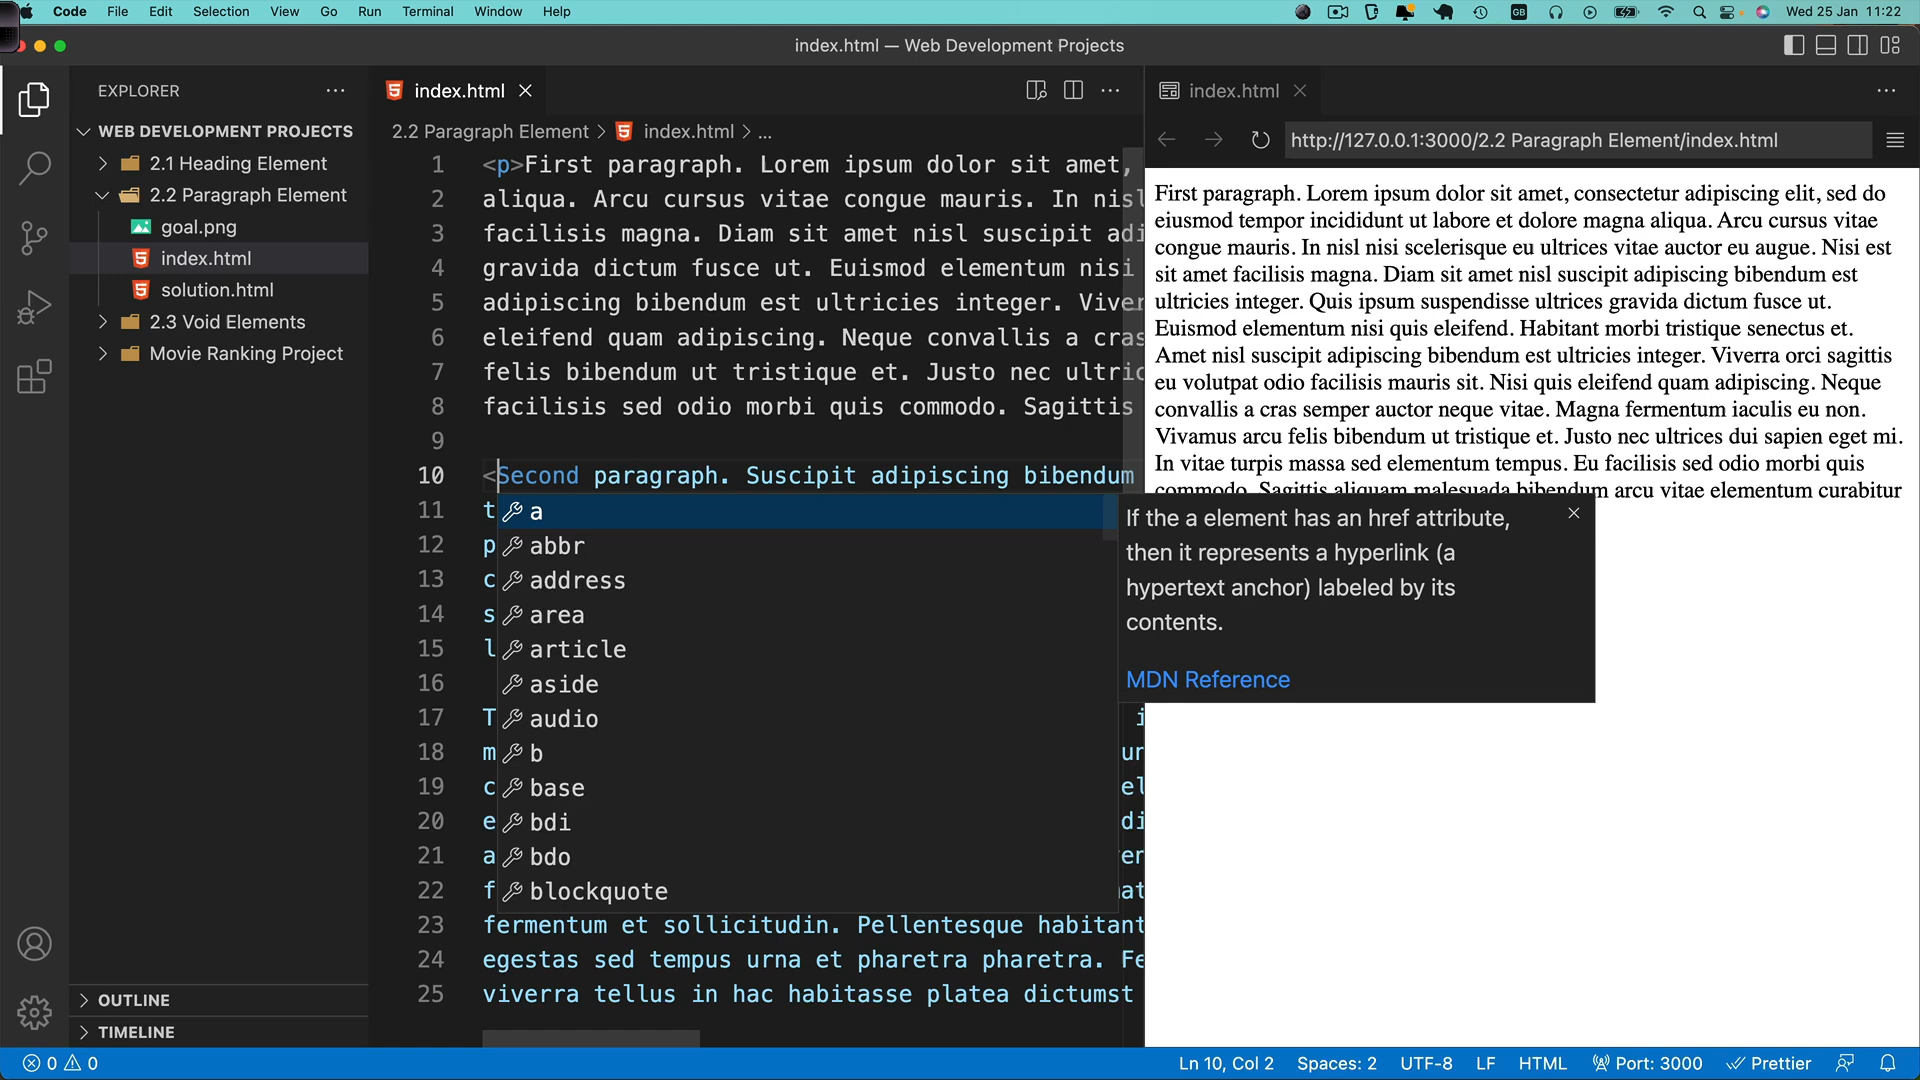 Code File Edit Selection View Go Run Terminal Window Help GB Wed 25 Jan 11:22
index.html — Web Development Projects
EXPLORER
WEB DEVELOPMENT PROJECTS
2.1 Heading Element
2.2 Paragraph Element
goal.png
index.html
solution.html
2.3 Void Elements
Movie Ranking Project
OUTLINE
TIMELINE
index.html
2.2 Paragraph Element > index.html > ...
1 <p>First paragraph. Lorem ipsum dolor sit amet,
2 aliqua. Arcu cursus vitae congue mauris. In nisl
3 facilisis magna. Diam sit amet nisl suscipit adi
4 gravida dictum fusce ut. Euismod elementum nisi
5 adipiscing bibendum est ultricies integer. Viver
6 eleifend quam adipiscing. Neque convallis a cras
7 felis bibendum ut tristique et. Justo nec ultric
8 facilisis sed odio morbi quis commodo. Sagittis
9
10 <Second paragraph. Suscipit adipiscing bibendum
11 t
12 p
13 c
14 s
15 l
16
17 T i
18 m ur
19 c el
20 e di
21 a er
22 f at
23 fermentum et sollicitudin. Pellentesque habitant
24 egestas sed tempus urna et pharetra pharetra. Fe
25 viverra tellus in hac habitasse platea dictumst
a
abbr
address
area
article
aside
audio
b
base
bdi
bdo
blockquote
If the a element has an href attribute,
then it represents a hyperlink (a
hypertext anchor) labeled by its
contents.
MDN Reference
index.html
http://127.0.0.1:3000/2.2 Paragraph Element/index.html
First paragraph. Lorem ipsum dolor sit amet, consectetur adipiscing elit, sed do
eiusmod tempor incididunt ut labore et dolore magna aliqua. Arcu cursus vitae
congue mauris. In nisl nisi scelerisque eu ultrices vitae auctor eu augue. Nisi est
sit amet facilisis magna. Diam sit amet nisl suscipit adipiscing bibendum est
ultricies integer. Quis ipsum suspendisse ultrices gravida dictum fusce ut.
Euismod elementum nisi quis eleifend. Habitant morbi tristique senectus et.
Amet nisl suscipit adipiscing bibendum est ultricies integer. Viverra orci sagittis
eu volutpat odio facilisis mauris sit. Nisi quis eleifend quam adipiscing. Neque
convallis a cras semper auctor neque vitae. Magna fermentum iaculis eu non.
Vivamus arcu felis bibendum ut tristique et. Justo nec ultrices dui sapien eget mi.
In vitae turpis massa sed elementum tempus. Eu facilisis sed odio morbi quis
commodo. Sagittis aliquam malesuada bibendum arcu vitae elementum curabitur
0 0 Ln 10, Col 2 Spaces: 2 UTF-8 LF HTML Port: 3000 Prettier